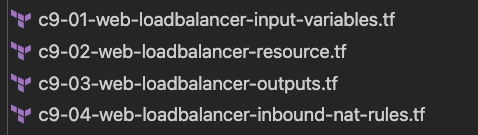 c9-01-web-loadbalancer-input-variables.tf
c9-02-web-loadbalancer-resource.tf
c9-03-web-loadbalancer-outputs.tf
c9-04-web-loadbalancer-inbound-nat-rules.tf